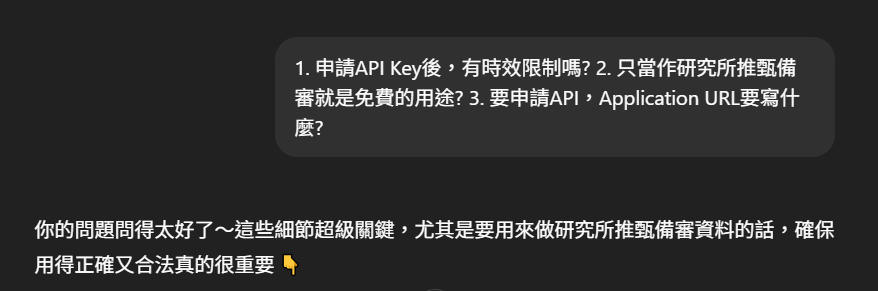 1. 申請API Key後，有時效限制嗎? 2. 只當作研究所推甄備
審就是免費的用途? 3. 要申請API，Application URL要寫什
麼?
你的問題問得太好了～這些細節超級關鍵，尤其是要用來做研究所推甄備審資料的話，確保
用得正確又合法真的很重要 👇